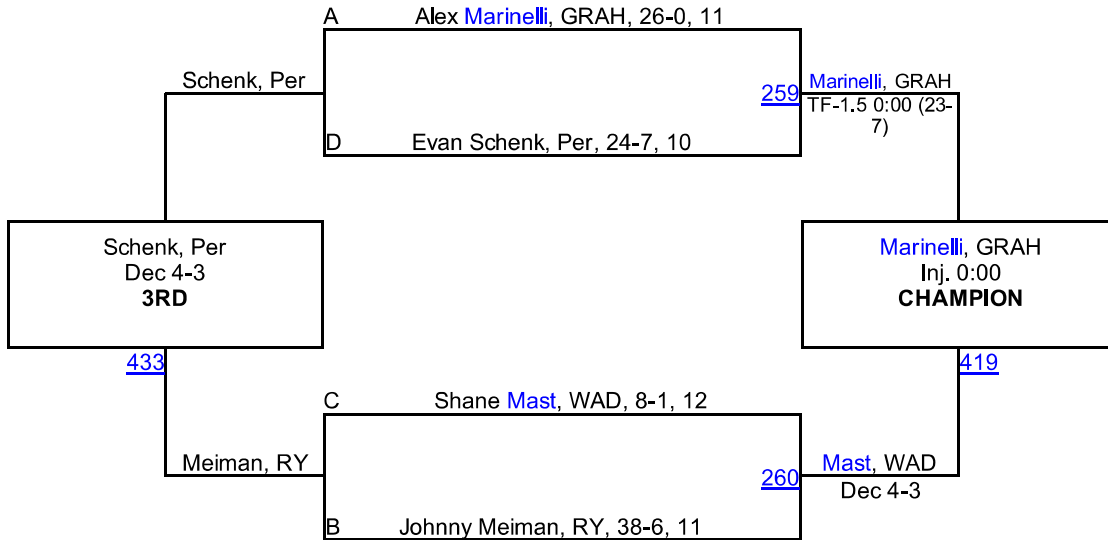 A Alex Marinelli, GRAH, 26-0, 11
Schenk, Per
259
Marinelli, GRAH
TF-1.5 0:00 (23-
7)
D Evan Schenk, Per, 24-7, 10
Schenk, Per
Dec 4-3
3RD
Marinelli, GRAH
Inj. 0:00
CHAMPION
433
419
C Shane Mast, WAD, 8-1, 12
Meiman, RY
260
Mast, WAD
Dec 4-3
B Johnny Meiman, RY, 38-6, 11